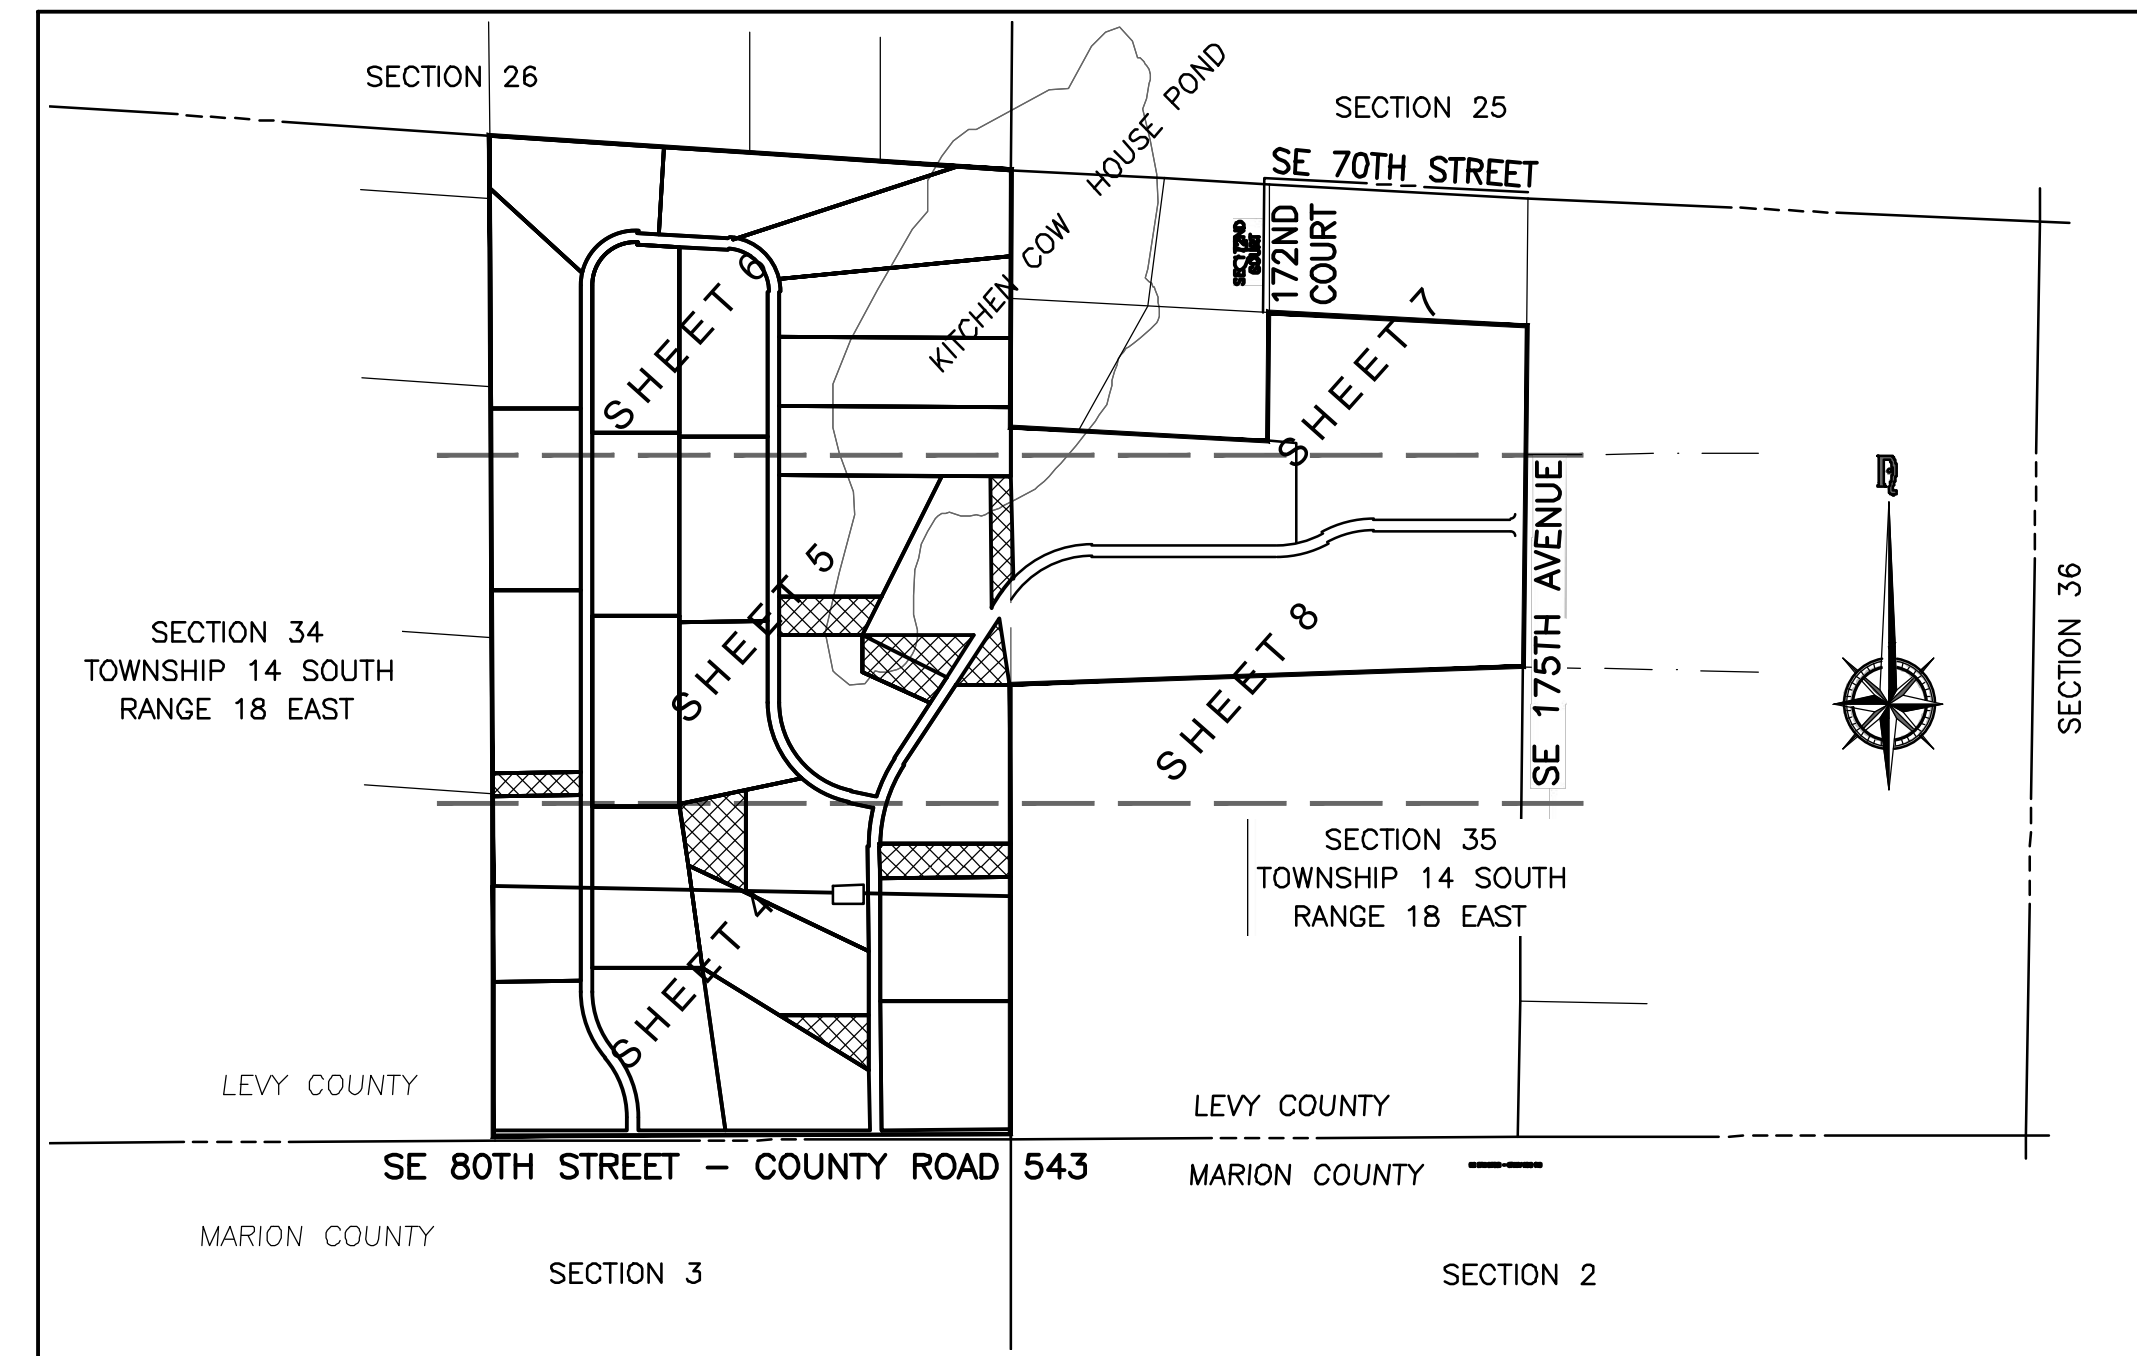 SECTION 26
SECTION 25
SE 70TH STREET
172ND
COURT
KITCHEN COW HOUSE POND
SHEET 6
SHEET 7
SHEET 5
SHEET 8
SE 175TH AVENUE
N
SECTION 36
SECTION 34
TOWNSHIP 14 SOUTH
RANGE 18 EAST
SECTION 35
TOWNSHIP 14 SOUTH
RANGE 18 EAST
SHEET 4
LEVY COUNTY
LEVY COUNTY
SE 80TH STREET - COUNTY ROAD 543
MARION COUNTY
MARION COUNTY
SECTION 3
SECTION 2